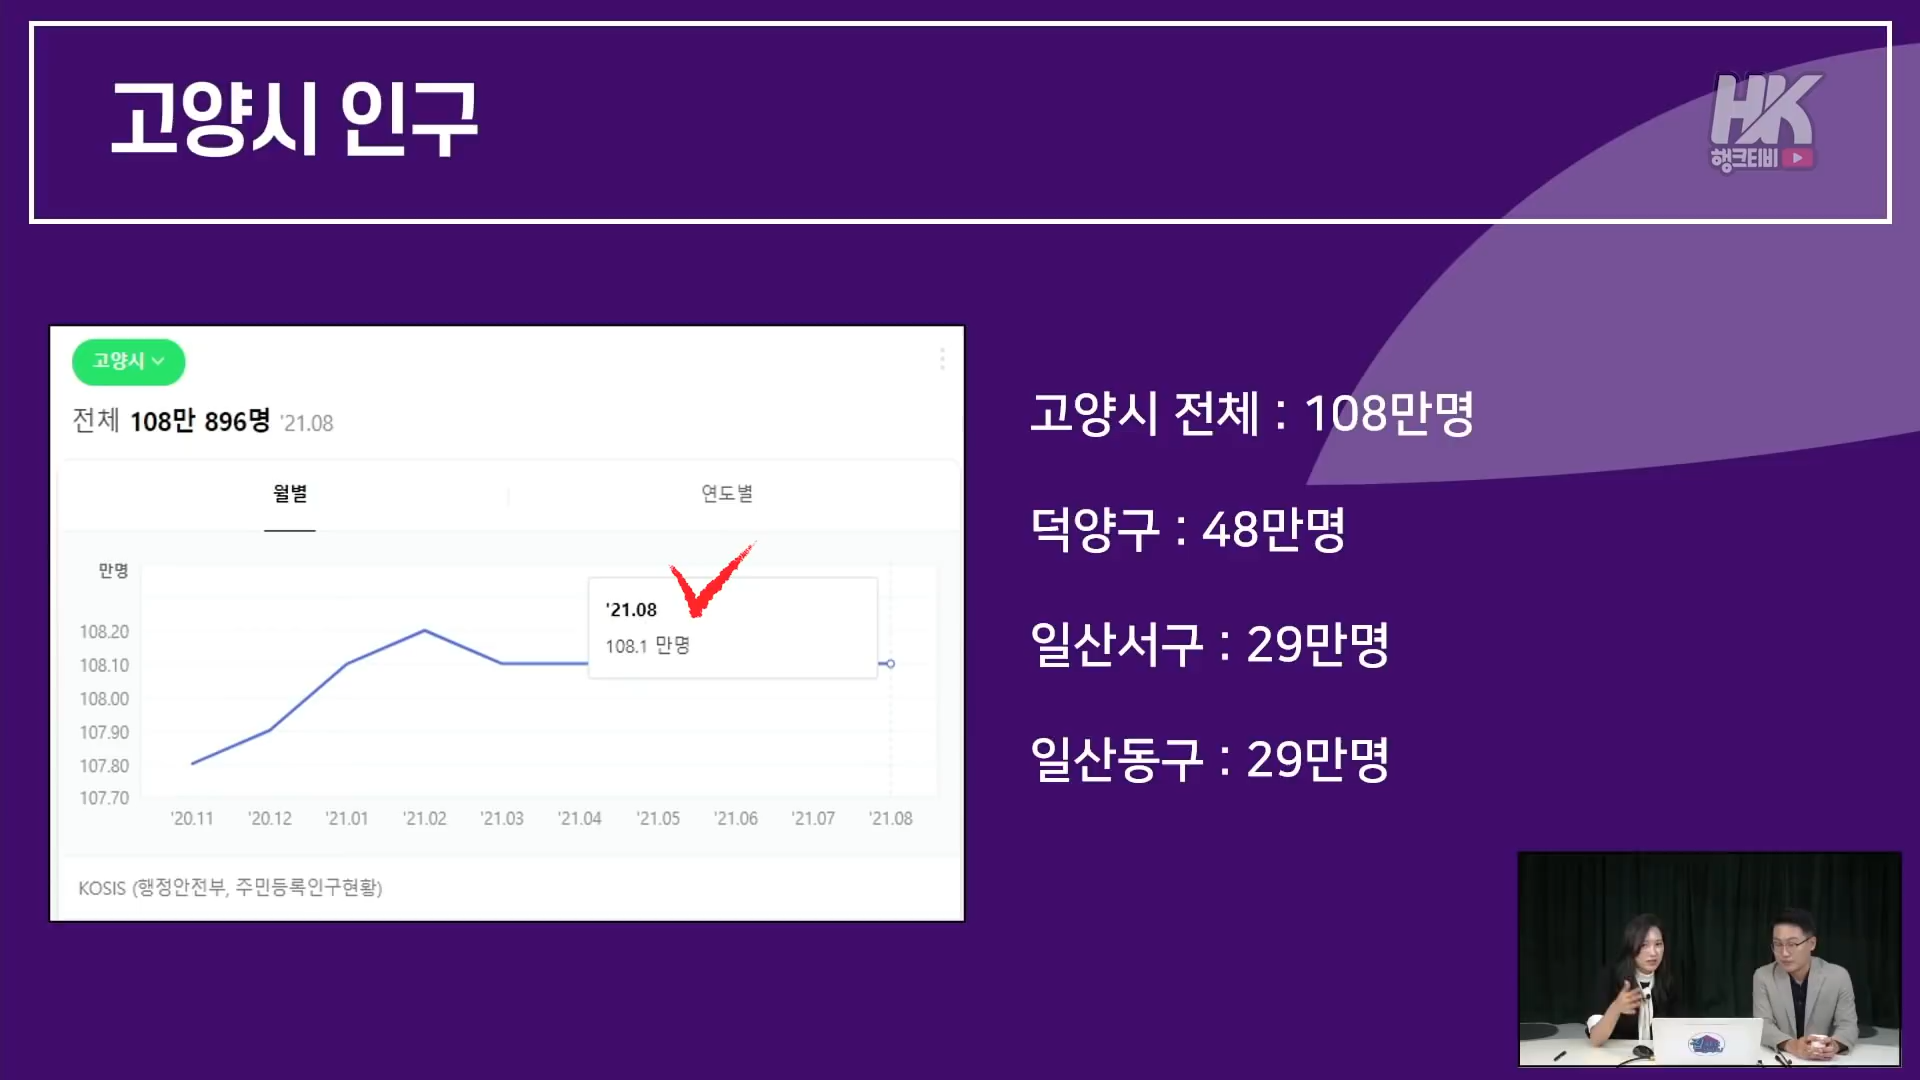 고양시 인구
HK
행크티비
고양시
전체 108만 896명 '21.08
월별
연도별
만명
108.20
108.10
108.00
107.90
107.80
107.70
'21.08
108.1 만명
'20.11 '20.12 '21.01 '21.02 '21.03 '21.04 '21.05 '21.06 '21.07 '21.08
KOSIS (행정안전부, 주민등록인구현황)
고양시 전체 : 108만명
덕양구 : 48만명
일산서구 : 29만명
일산동구 : 29만명